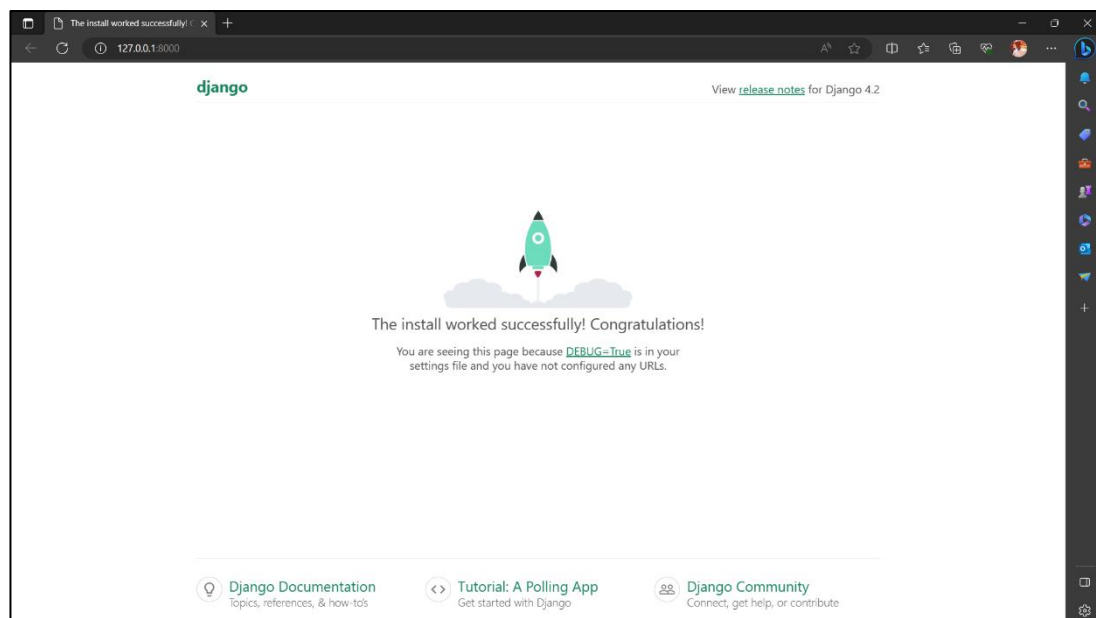 The install worked successfully! C
127.0.0.1:8000
django
View release notes for Django 4.2
The install worked successfully! Congratulations!
You are seeing this page because DEBUG=True is in your
settings file and you have not configured any URLs.
Django Documentation
Topics, references, & how-to's
Tutorial: A Polling App
Get started with Django
Django Community
Connect, get help, or contribute